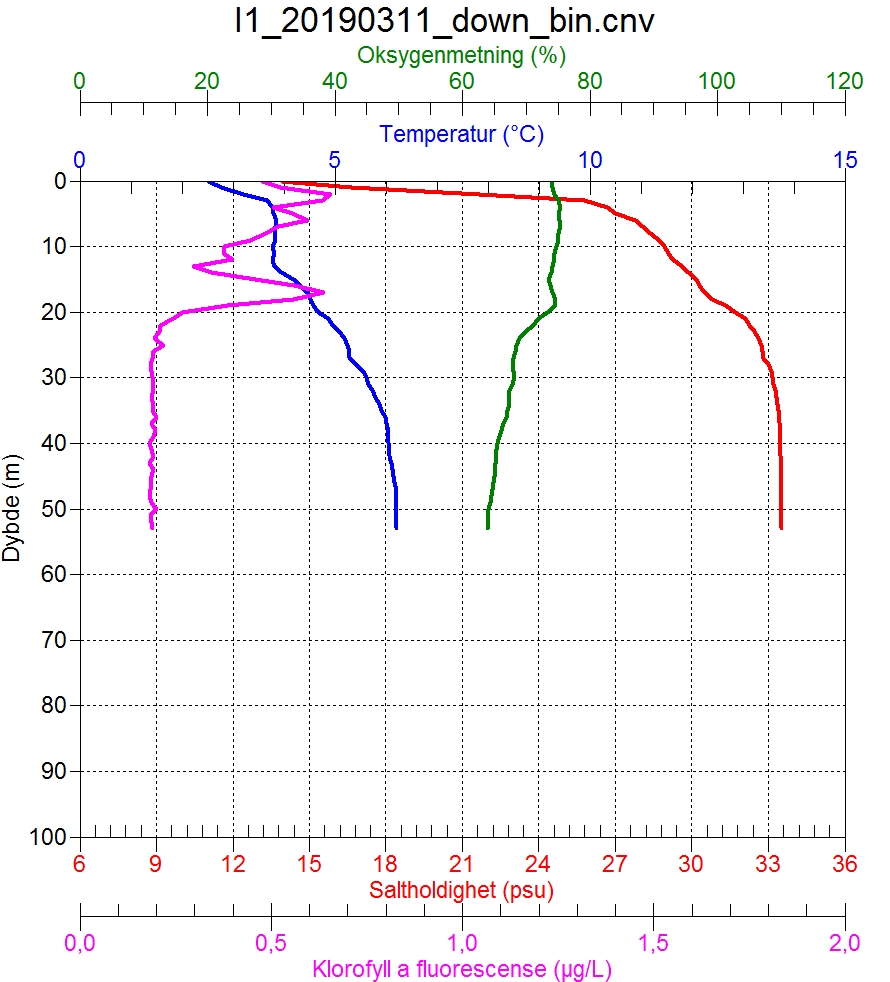 I1_20190311_down_bin.cnv
Oksygenmetning (%)
0 20 40 60 80 100 120
Temperatur (°C)
0 5 10 15
0
10
20
30
40
50
60
70
80
90
100
Dybde (m)
6 9 12 15 18 21 24 27 30 33 36
Saltholdighet (psu)
0,0 0,5 1,0 1,5 2,0
Klorofyll a fluorescense (µg/L)